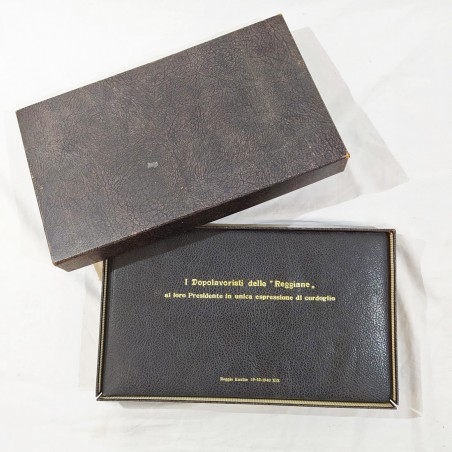 I Dopolavoristi delle "Reggiane"
al loro Presidente in unica espressione di cordoglio
Reggio Emilia